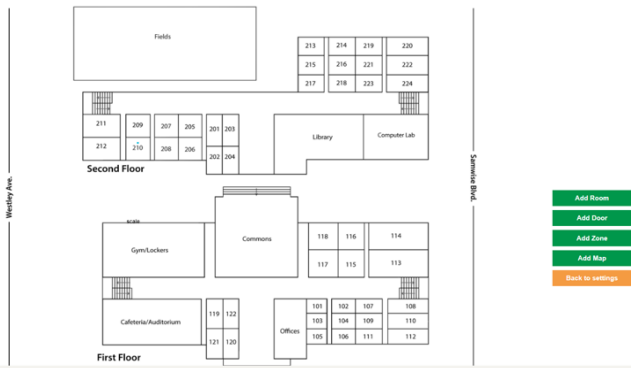 Fields
213 214 219 220
215 216 221 222
217 218 223 224
211 209 207 205 201 203
212 210 208 206 202 204
Library
Computer Lab
Second Floor
Westley Ave.
Samwise Blvd.
Gym/Lockers
Commons
118 116 114
117 115 113
Cafeteria/Auditorium
119 122
121 120
Offices
101 102 107 108
103 104 109 110
105 106 111 112
First Floor
Add Room
Add Door
Add Zone
Add Map
Back to settings